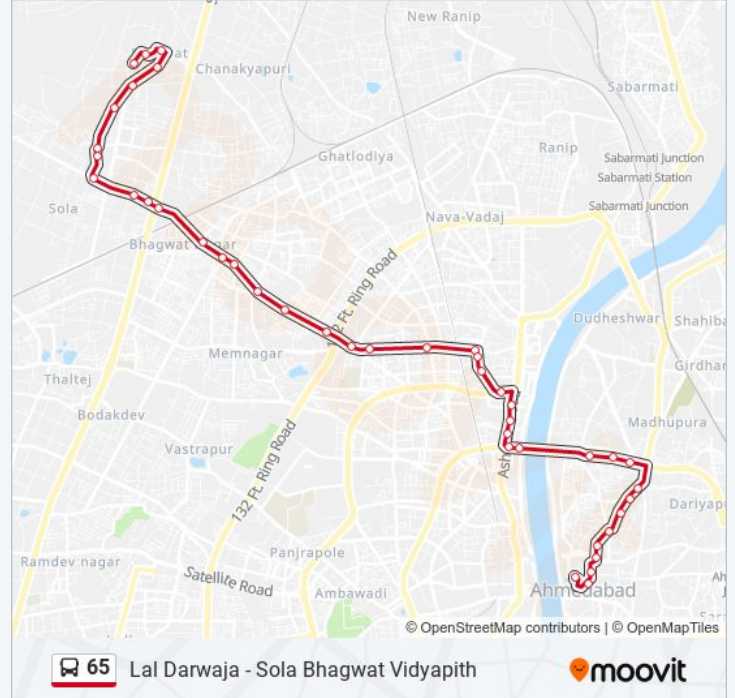 New Ranip
Chanakyapuri
Sabarmati
Ghatlodiya
Ranip
Sabarmati Junction
Sabarmati Station
Sabarmati Junction
Sola
Nava-Vadaj
Bhagwat
132 Ft. Ring Road
Dudheshwar
Shahiba
Memnagar
Girdhar
Thaltej
Bodakdev
Madhupura
Vastrapur
132 Ft. Ring Road
Ash
Dariyapu
Panjrapole
Ramdev nagar
Satellite Road
Ambawadi
Ahmedabad
© OpenStreetMap contributors | © OpenMapTiles
65 Lal Darwaja - Sola Bhagwat Vidyapith
moovit